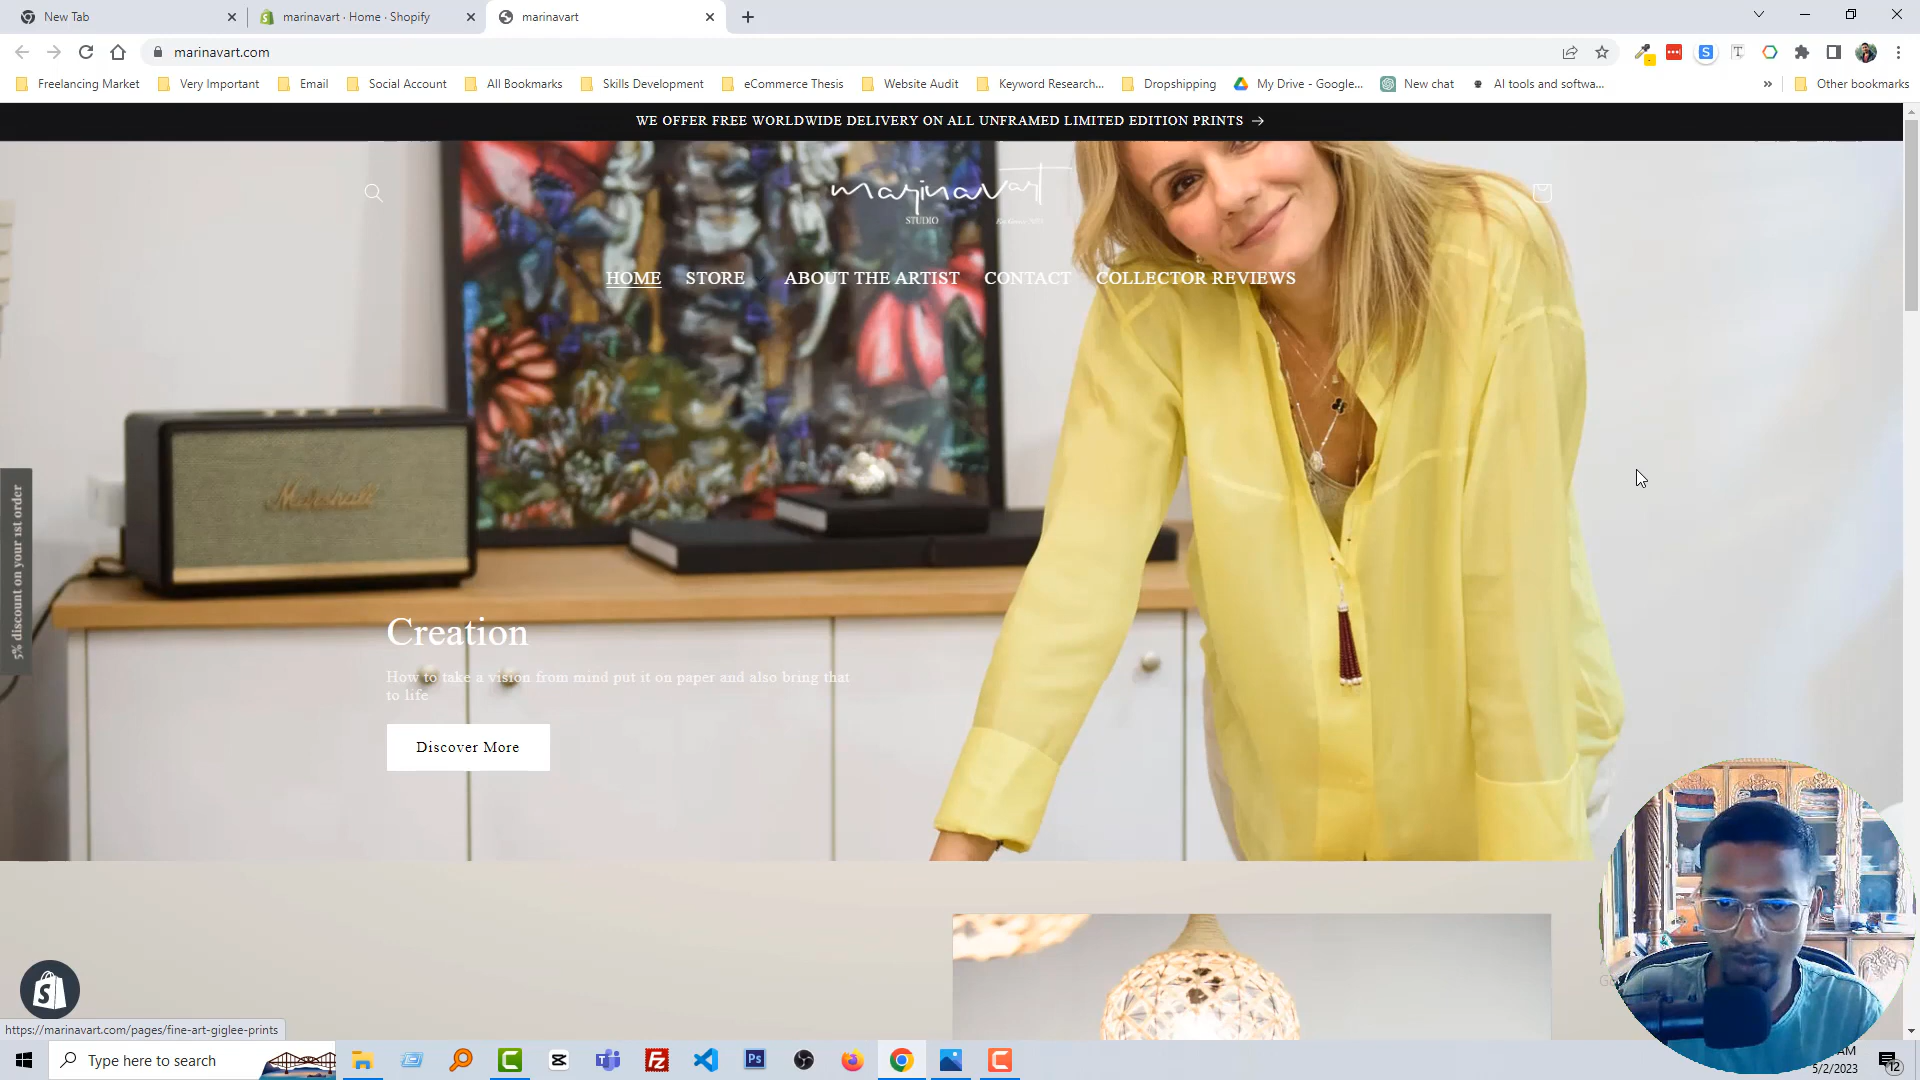 New Tab
marinavart · Home · Shopify
marinavart
marinavart.com
Freelancing Market
Very Important
Email
Social Account
All Bookmarks
Skills Development
eCommerce Thesis
Website Audit
Keyword Research...
Dropshipping
My Drive - Google...
New chat
AI tools and softwa...
»
Other bookmarks
WE OFFER FREE WORLDWIDE DELIVERY ON ALL UNFRAMED LIMITED EDITION PRINTS →
marinavart
STUDIO
HOME
STORE
ABOUT THE ARTIST
CONTACT
COLLECTOR REVIEWS
Marshall
5% discount on your 1st order
Creation
How to take a vision from mind put it on paper and also bring that
to life
Discover More
https://marinavart.com/pages/fine-art-giglee-prints
Type here to search
Ps
AM
5/2/2023
12